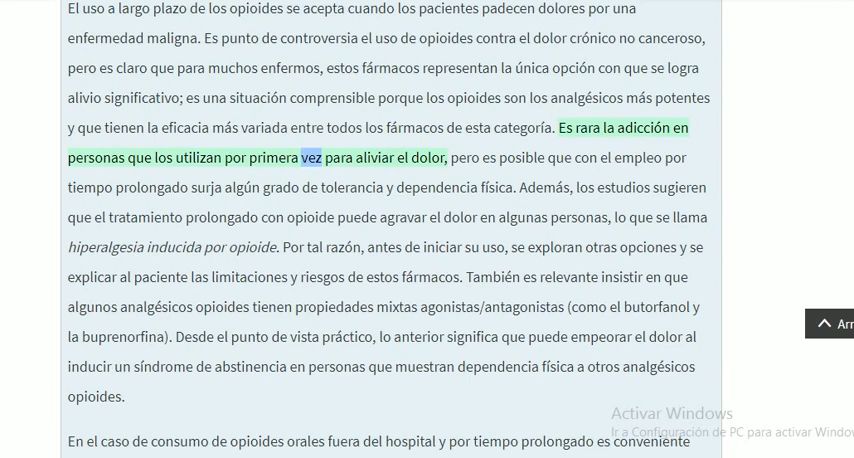 El uso a largo plazo de los opioides se acepta cuando los pacientes padecen dolores por una
enfermedad maligna. Es punto de controversia el uso de opioides contra el dolor crónico no canceroso,
pero es claro que para muchos enfermos, estos fármacos representan la única opción con que se logra
alivio significativo; es una situación comprensible porque los opioides son los analgésicos más potentes
y que tienen la eficacia más variada entre todos los fármacos de esta categoría. Es rara la adicción en
personas que los utilizan por primera vez para aliviar el dolor, pero es posible que con el empleo por
tiempo prolongado surja algún grado de tolerancia y dependencia física. Además, los estudios sugieren
que el tratamiento prolongado con opioide puede agravar el dolor en algunas personas, lo que se llama
hiperalgesia inducida por opioide. Por tal razón, antes de iniciar su uso, se exploran otras opciones y se
explicar al paciente las limitaciones y riesgos de estos fármacos. También es relevante insistir en que
algunos analgésicos opioides tienen propiedades mixtas agonistas/antagonistas (como el butorfanol y
la buprenorfina). Desde el punto de vista práctico, lo anterior significa que puede empeorar el dolor al
inducir un síndrome de abstinencia en personas que muestran dependencia física a otros analgésicos
opioides.
En el caso de consumo de opioides orales fuera del hospital y por tiempo prolongado es conveniente
Arr
Activar Windows
Ir a Configuración de PC para activar Windo